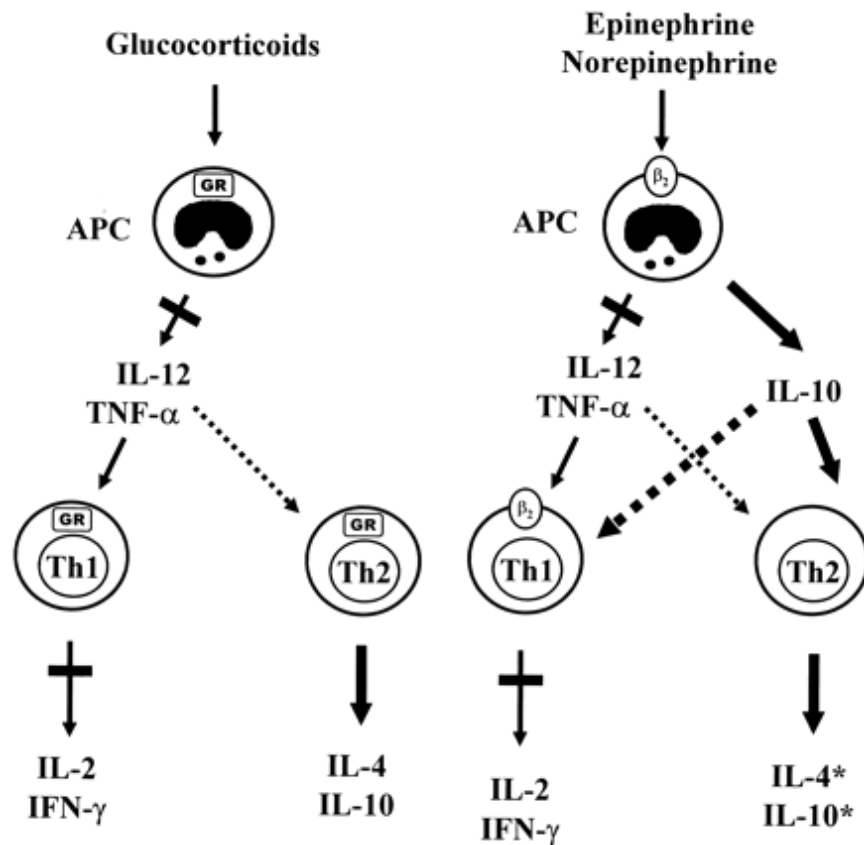 Glucocorticoids
GR
APC
IL-12
TNF-α
GR
Th1
GR
Th2
IL-2
IFN-γ
IL-4
IL-10
Epinephrine
Norepinephrine
β2
APC
IL-12
TNF-α
IL-10
β2
Th1
Th2
IL-2
IFN-γ
IL-4*
IL-10*